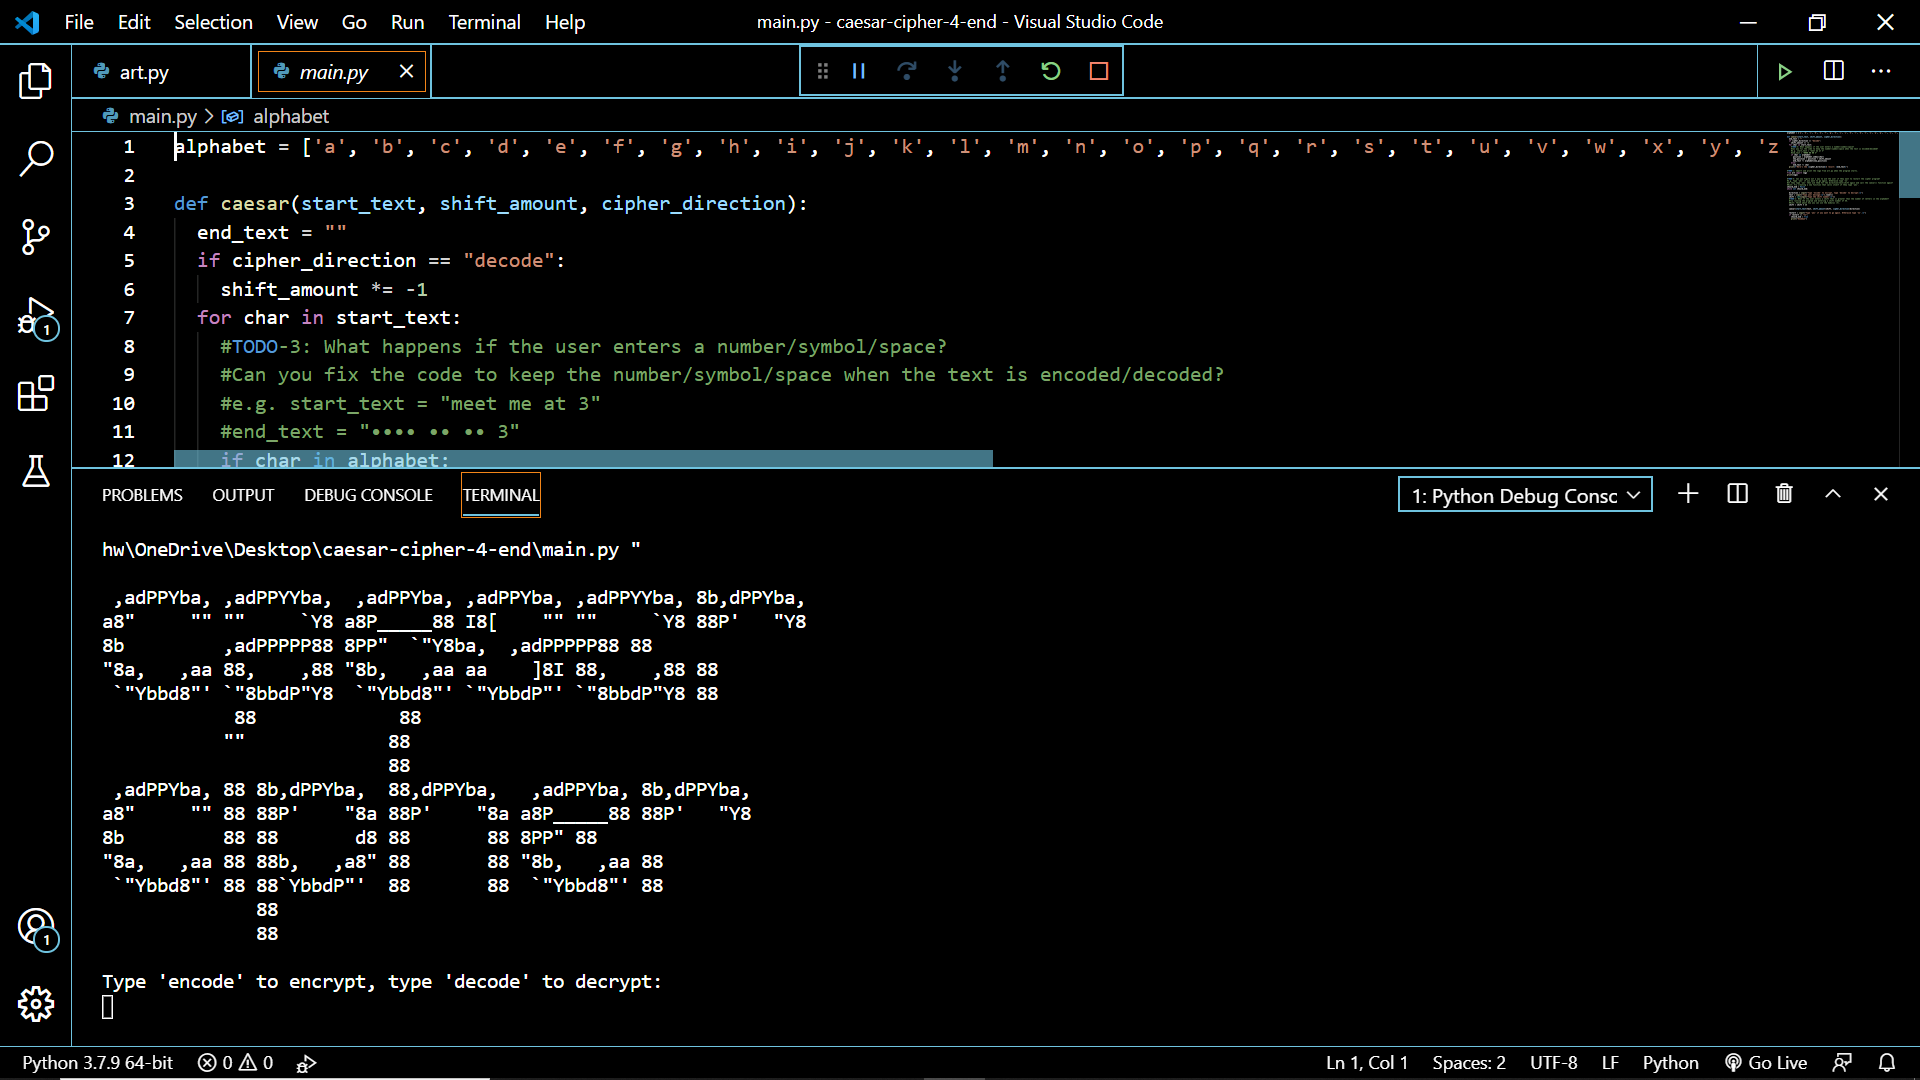 File Edit Selection View Go Run Terminal Help main.py - caesar-cipher-4-end - Visual Studio Code
art.py main.py
main.py > alphabet
1 alphabet = ['a', 'b', 'c', 'd', 'e', 'f', 'g', 'h', 'i', 'j', 'k', 'l', 'm', 'n', 'o', 'p', 'q', 'r', 's', 't', 'u', 'v', 'w', 'x', 'y', 'z
2
3 def caesar(start_text, shift_amount, cipher_direction):
4   end_text = ""
5   if cipher_direction == "decode":
6     shift_amount *= -1
7   for char in start_text:
8     #TODO-3: What happens if the user enters a number/symbol/space?
9     #Can you fix the code to keep the number/symbol/space when the text is encoded/decoded?
10     #e.g. start_text = "meet me at 3"
11     #end_text = "•••• •• •• 3"
12     if char in alphabet:
1
PROBLEMS OUTPUT DEBUG CONSOLE TERMINAL 1: Python Debug Consc
hw\OneDrive\Desktop\caesar-cipher-4-end\main.py "
 ,adPPYba, ,adPPYYba,  ,adPPYba, ,adPPYba, ,adPPYYba, 8b,dPPYba,
a8"     "" ""     `Y8 a8P_____88 I8[    "" ""     `Y8 88P'   "Y8
8b         ,adPPPPP88 8PP"  `"Y8ba,  ,adPPPPP88 88
"8a,   ,aa 88,    ,88 "8b,   ,aa aa    ]8I 88,    ,88 88
 `"Ybbd8"' `"8bbdP"Y8  `"Ybbd8"' `"YbbdP"' `"8bbdP"Y8 88
            88             88
           ""             88
                          88
 ,adPPYba, 88 8b,dPPYba,  88,dPPYba,   ,adPPYba, 8b,dPPYba,
a8"     "" 88 88P'    "8a 88P'    "8a a8P_____88 88P'   "Y8
8b         88 88       d8 88       88 8PP" 88
"8a,   ,aa 88 88b,   ,a8" 88       88 "8b,   ,aa 88
 `"Ybbd8"' 88 88`YbbdP"'  88       88  `"Ybbd8"' 88
              88
              88
Type 'encode' to encrypt, type 'decode' to decrypt:
1
Python 3.7.9 64-bit 0 0 Ln 1, Col 1 Spaces: 2 UTF-8 LF Python Go Live